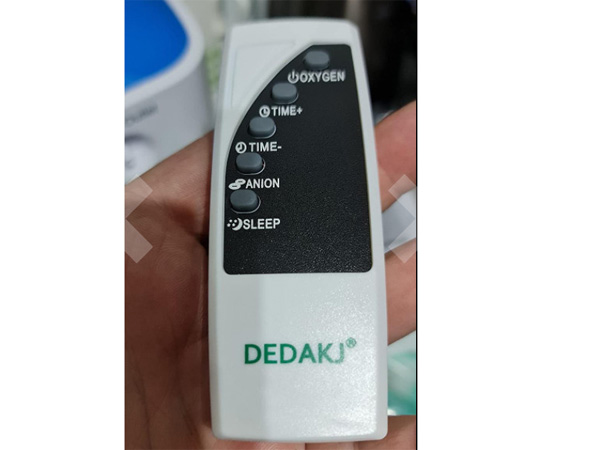 OXYGEN
TIME+
TIME-
ANION
SLEEP
DEDAKJ®